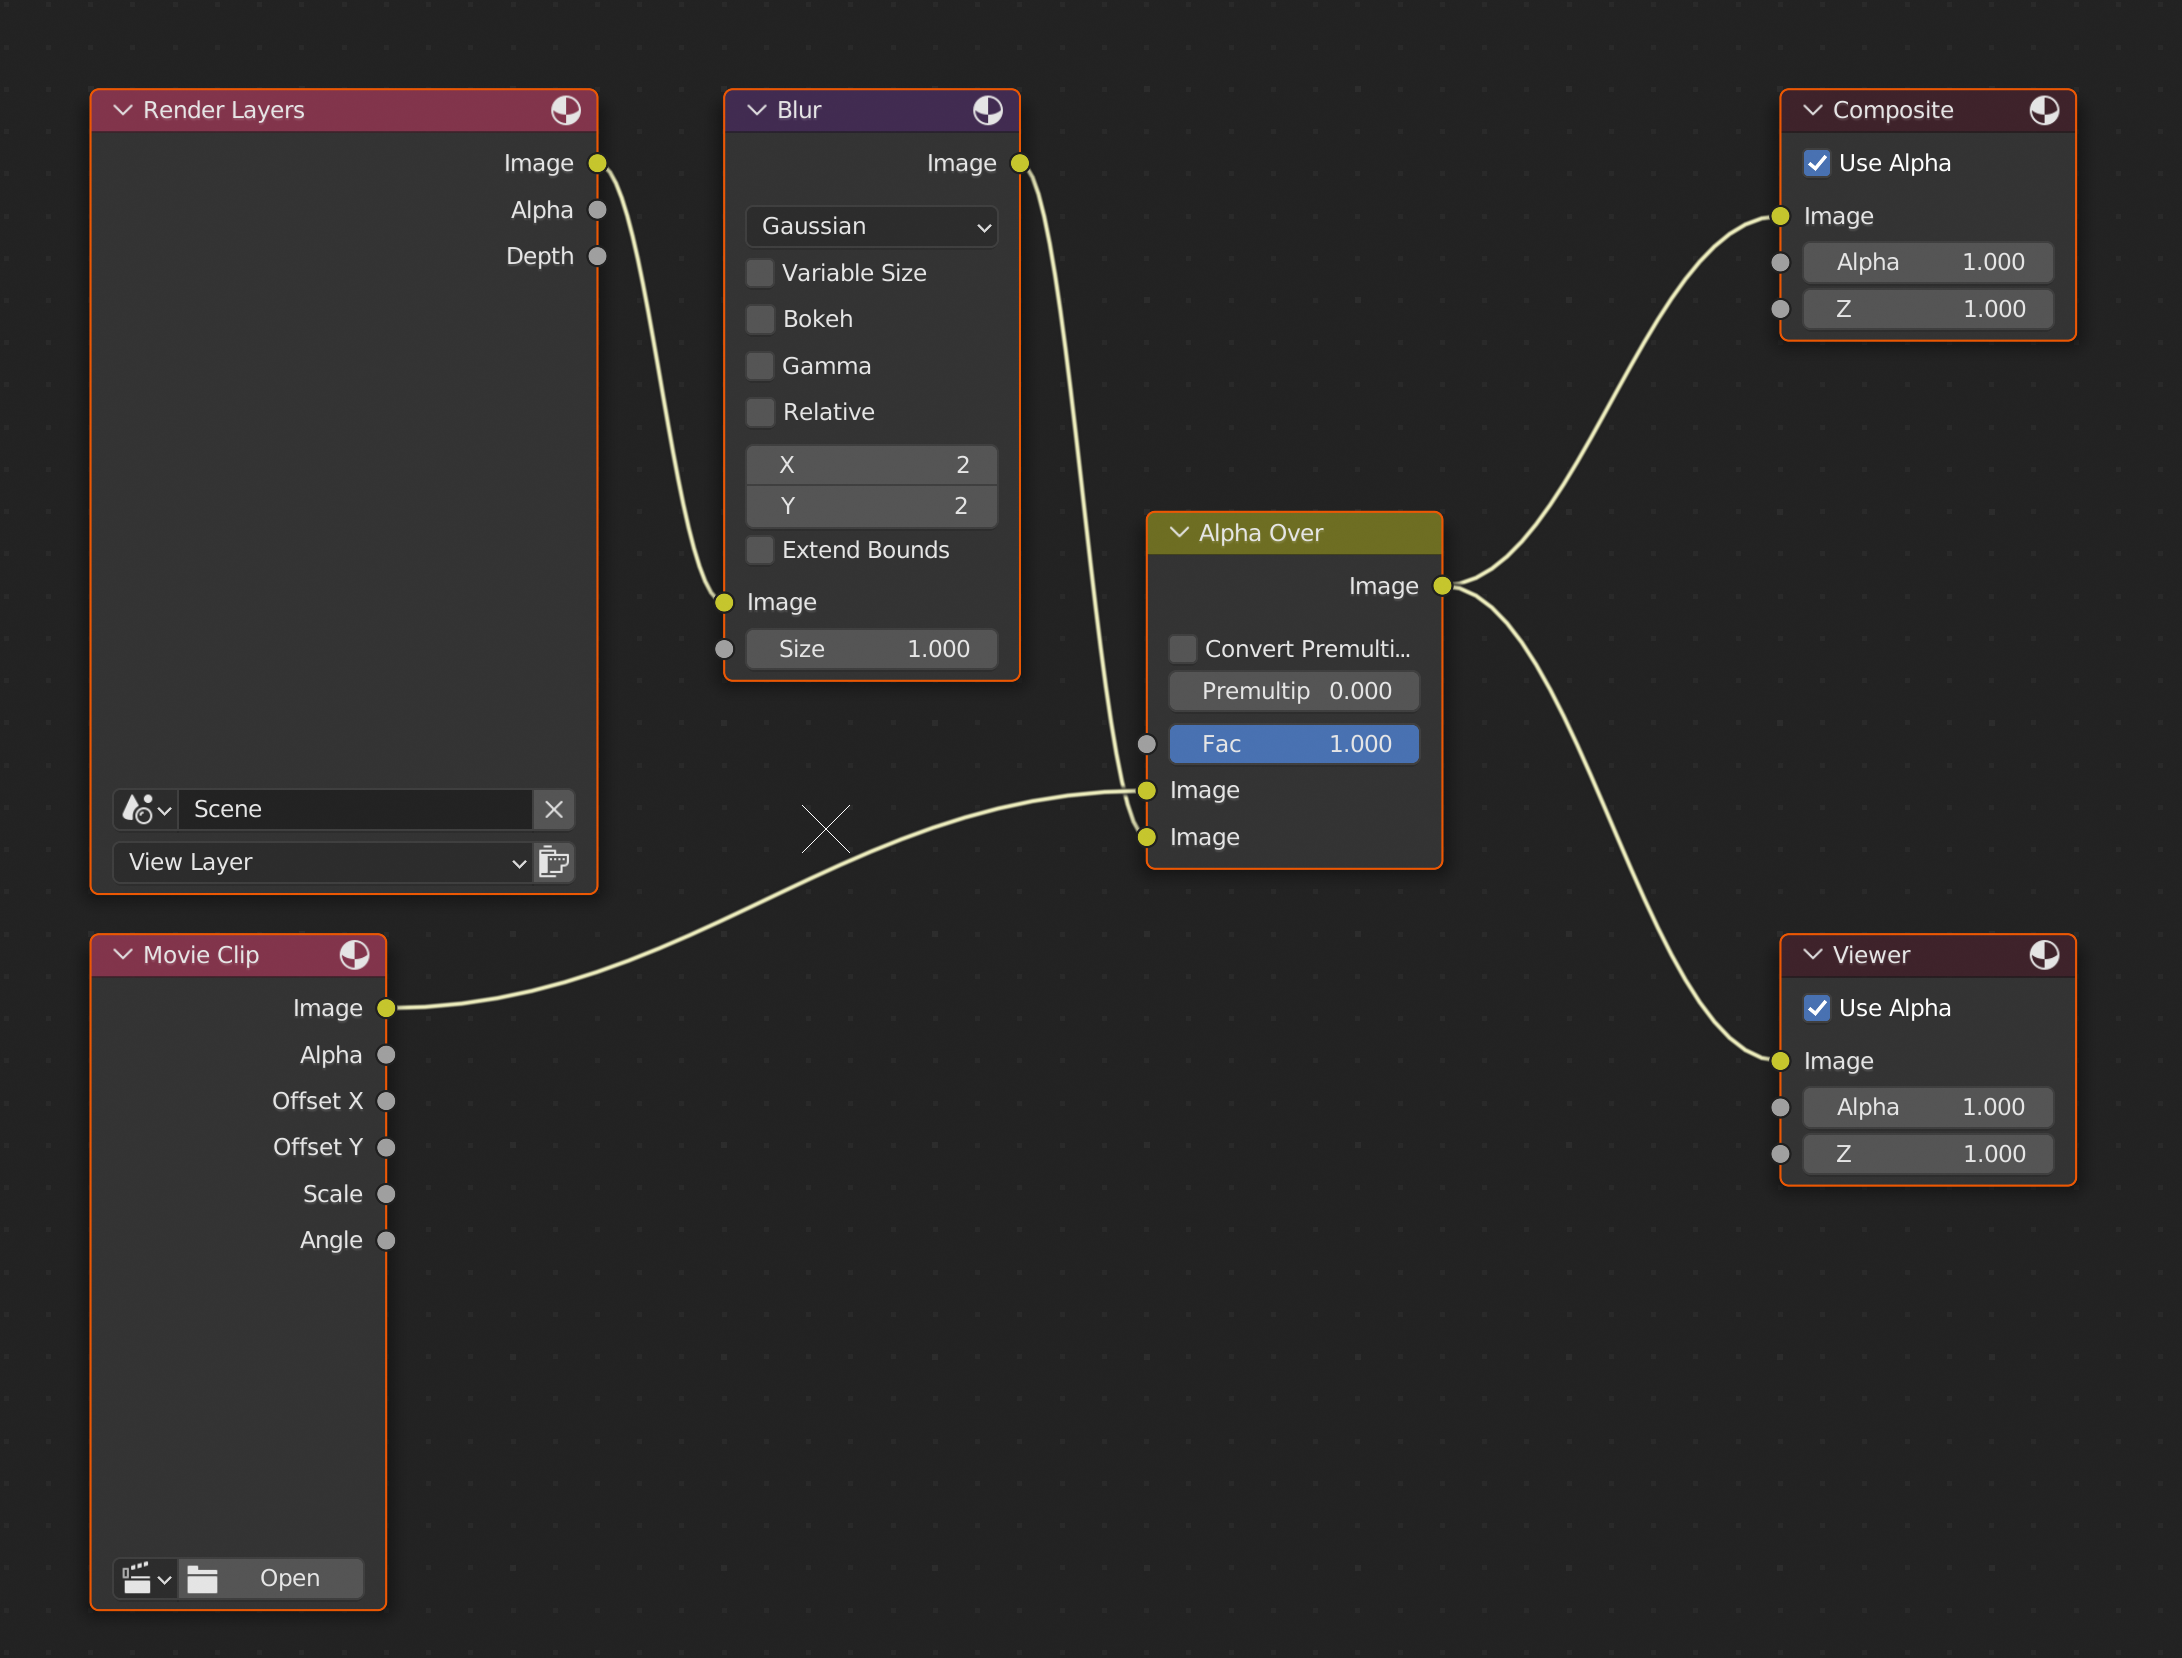 Render Layers
Image
Alpha
Depth
Scene
View Layer
Movie Clip
Image
Alpha
Offset X
Offset Y
Scale
Angle
Open
Blur
Image
Gaussian
Variable Size
Bokeh
Gamma
Relative
X 2
Y 2
Extend Bounds
Image
Size 1.000
Alpha Over
Image
Convert Premulti...
Premultip 0.000
Fac 1.000
Image
Image
Composite
Use Alpha
Image
Alpha 1.000
Z 1.000
Viewer
Use Alpha
Image
Alpha 1.000
Z 1.000